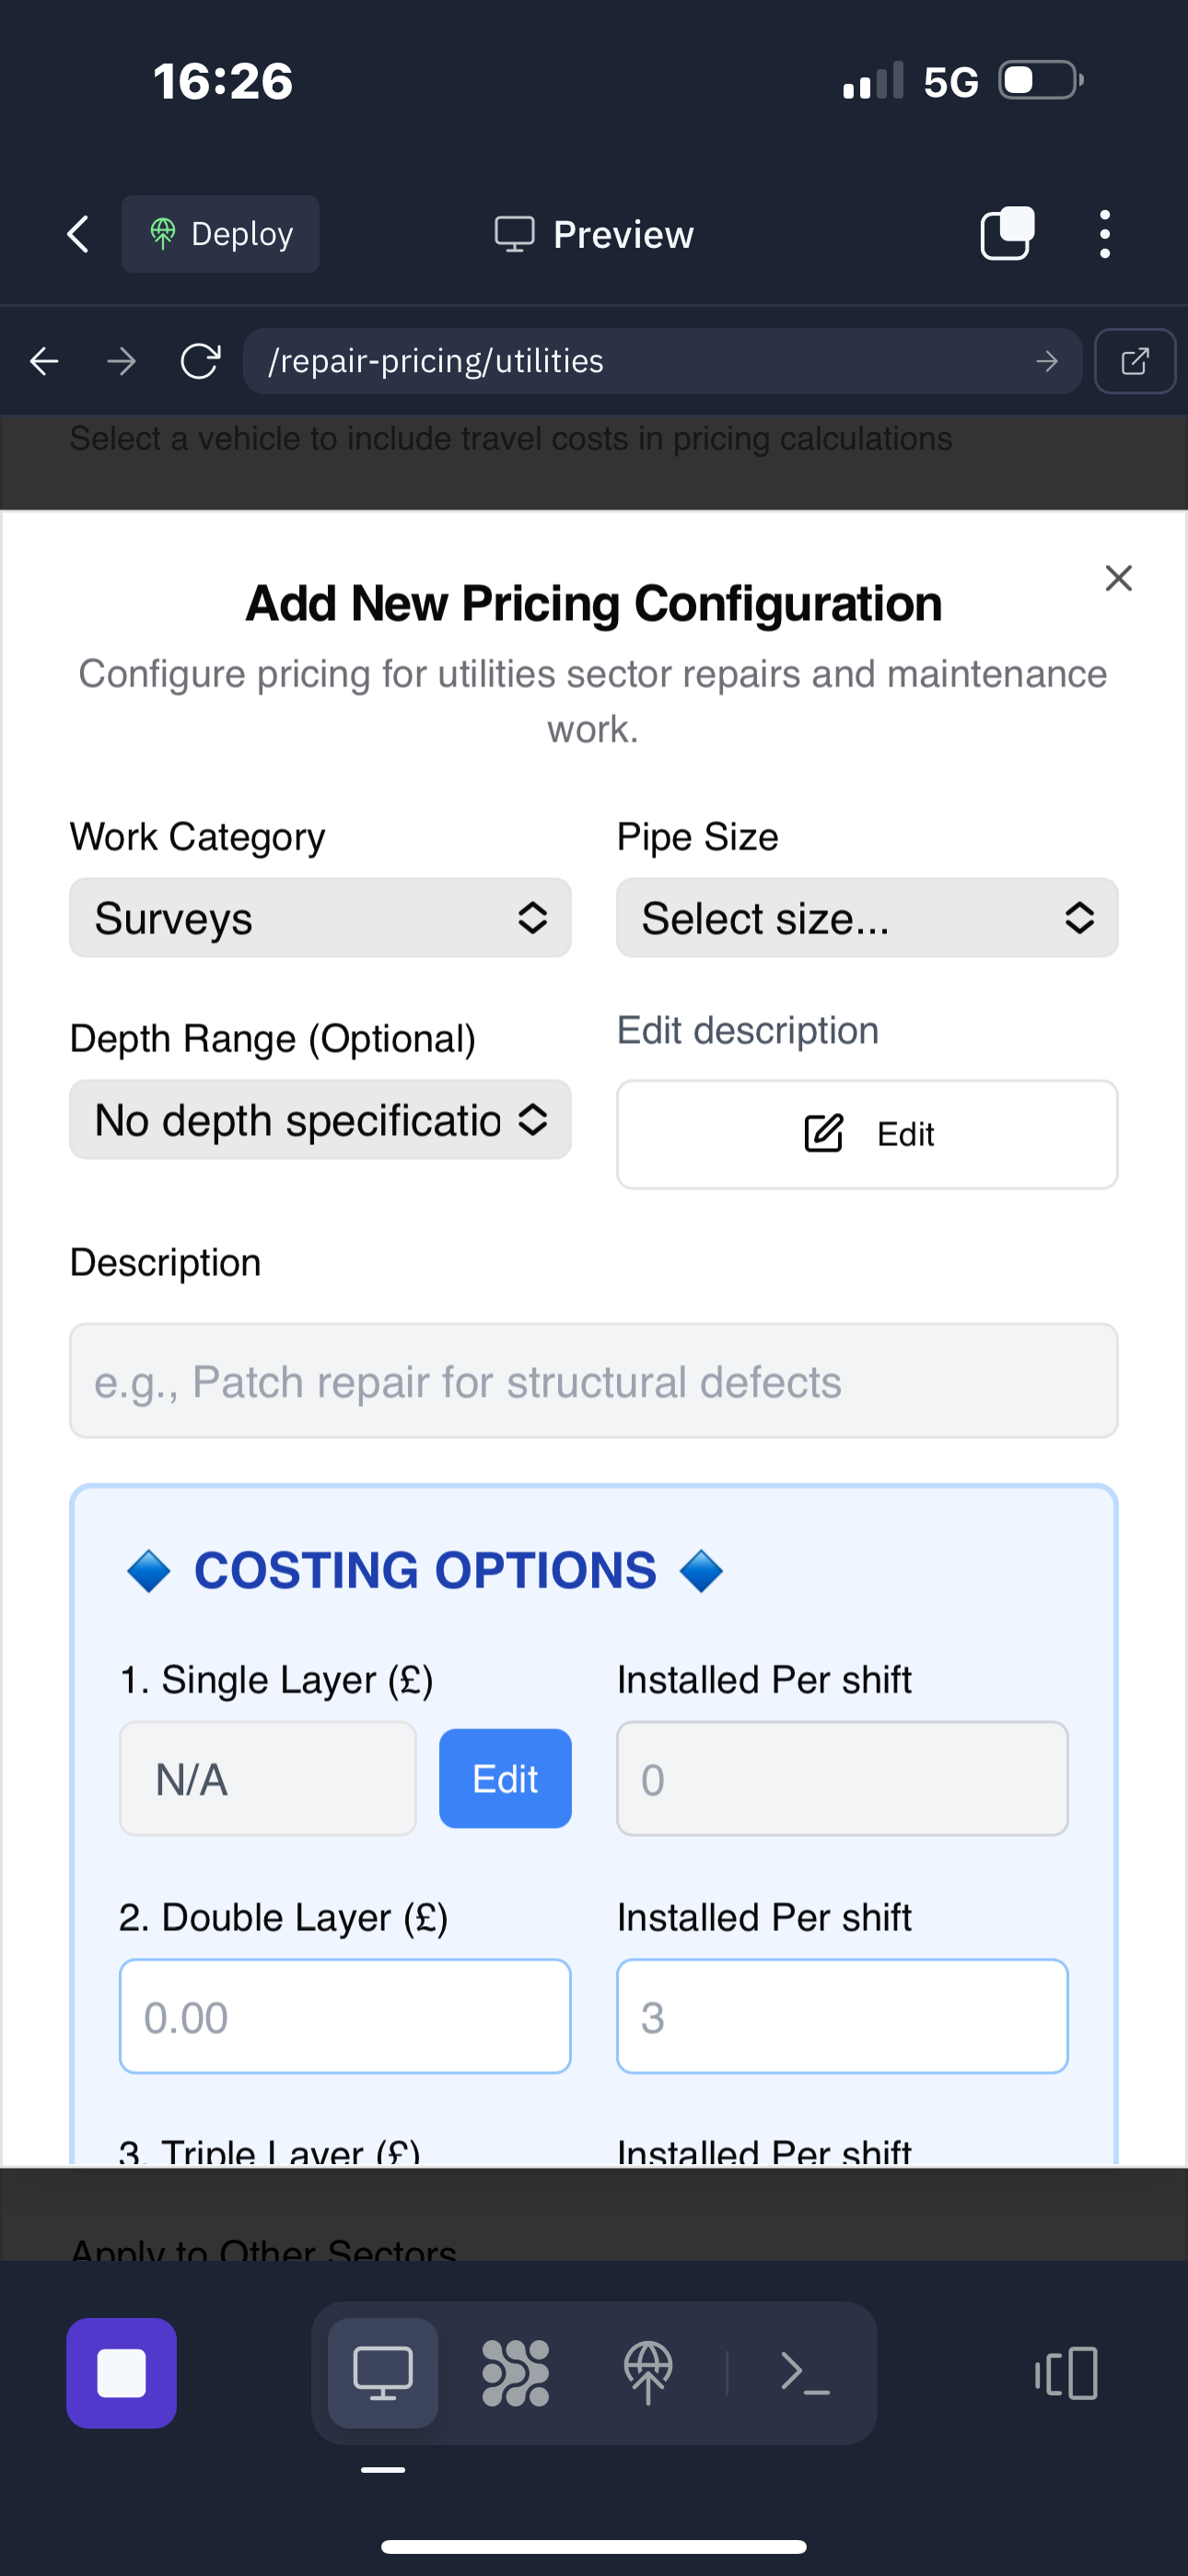 16:26
5G
Deploy
Preview
/repair-pricing/utilities
Select a vehicle to include travel costs in pricing calculations
Add New Pricing Configuration
Configure pricing for utilities sector repairs and maintenance
work.
Work Category
Pipe Size
Surveys
Select size...
Depth Range (Optional)
Edit description
No depth specificatio
Edit
Description
e.g., Patch repair for structural defects
🔷 COSTING OPTIONS 🔷
1. Single Layer (£)
Installed Per shift
N/A
Edit
0
2. Double Layer (£)
Installed Per shift
0.00
3
3. Triple Layer (£)
Installed Per shift
Apply to Other Sectors